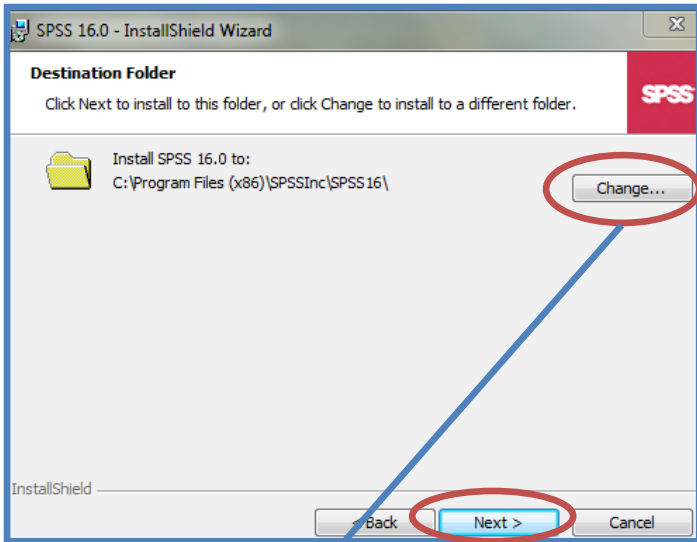 SPSS 16.0 - InstallShield Wizard
Destination Folder
Click Next to install to this folder, or click Change to install to a different folder.
SPSS
Install SPSS 16.0 to:
C:\Program Files (x86)\SPSSInc\SPSS16\
Change...
InstallShield
< Back
Next >
Cancel